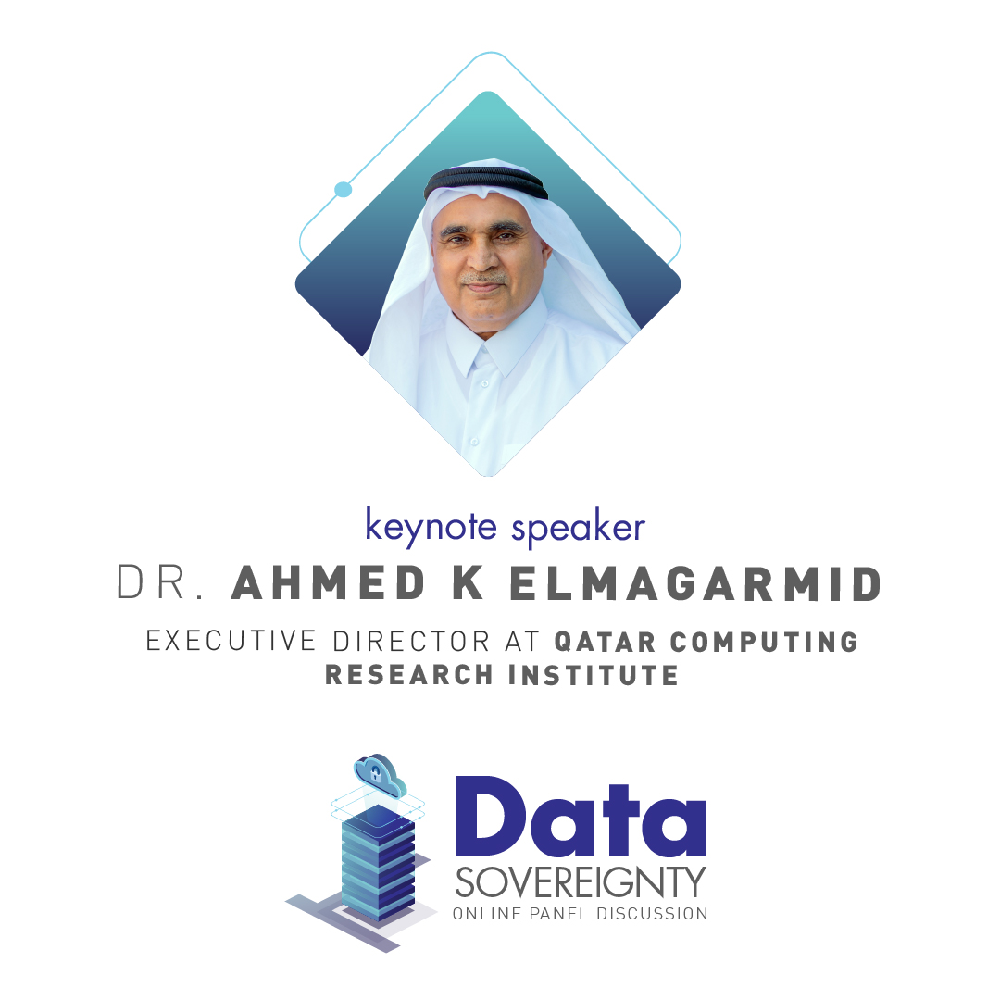 keynote speaker
DR. AHMED K ELMAGARMID
EXECUTIVE DIRECTOR AT QATAR COMPUTING
RESEARCH INSTITUTE
Data
SOVEREIGNTY
ONLINE PANEL DISCUSSION